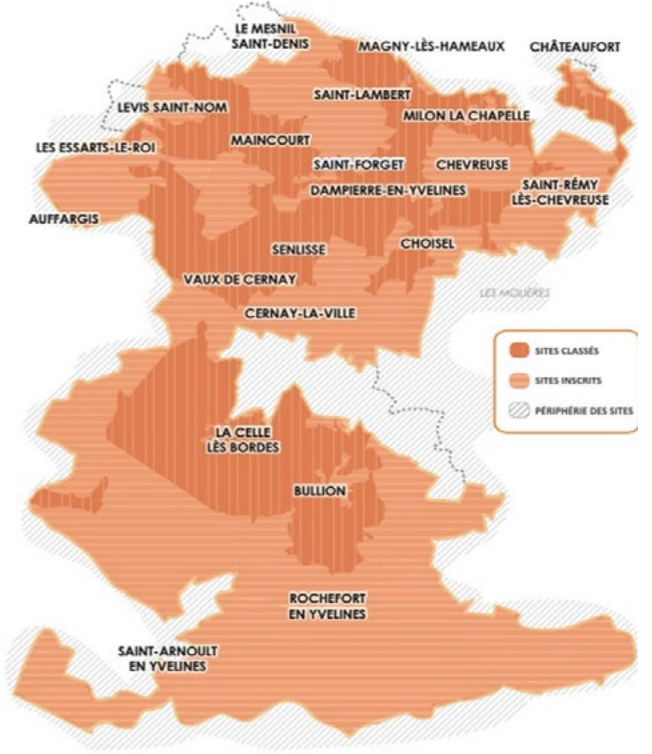 LE MESNIL
SAINT-DENIS
MAGNY-LÈS-HAMEAUX
CHÂTEAUFORT
LEVIS SAINT-NOM
SAINT-LAMBERT
MILON LA CHAPELLE
LES ESSARTS-LE-ROI
MAINCOURT
SAINT-FORGET
CHEVREUSE
DAMPIERRE-EN-YVELINES
SAINT-RÉMY
LÈS-CHEVREUSE
AUFFARGIS
SENLISSE
CHOISEL
VAUX DE CERNAY
LES MOLIÈRES
CERNAY-LA-VILLE
SITES CLASSÉS
SITES INSCRITS
PÉRIPHÉRIE DES SITES
LA CELLE
LÈS BORDES
BULLION
ROCHEFORT
EN YVELINES
SAINT-ARNOULT
EN YVELINES